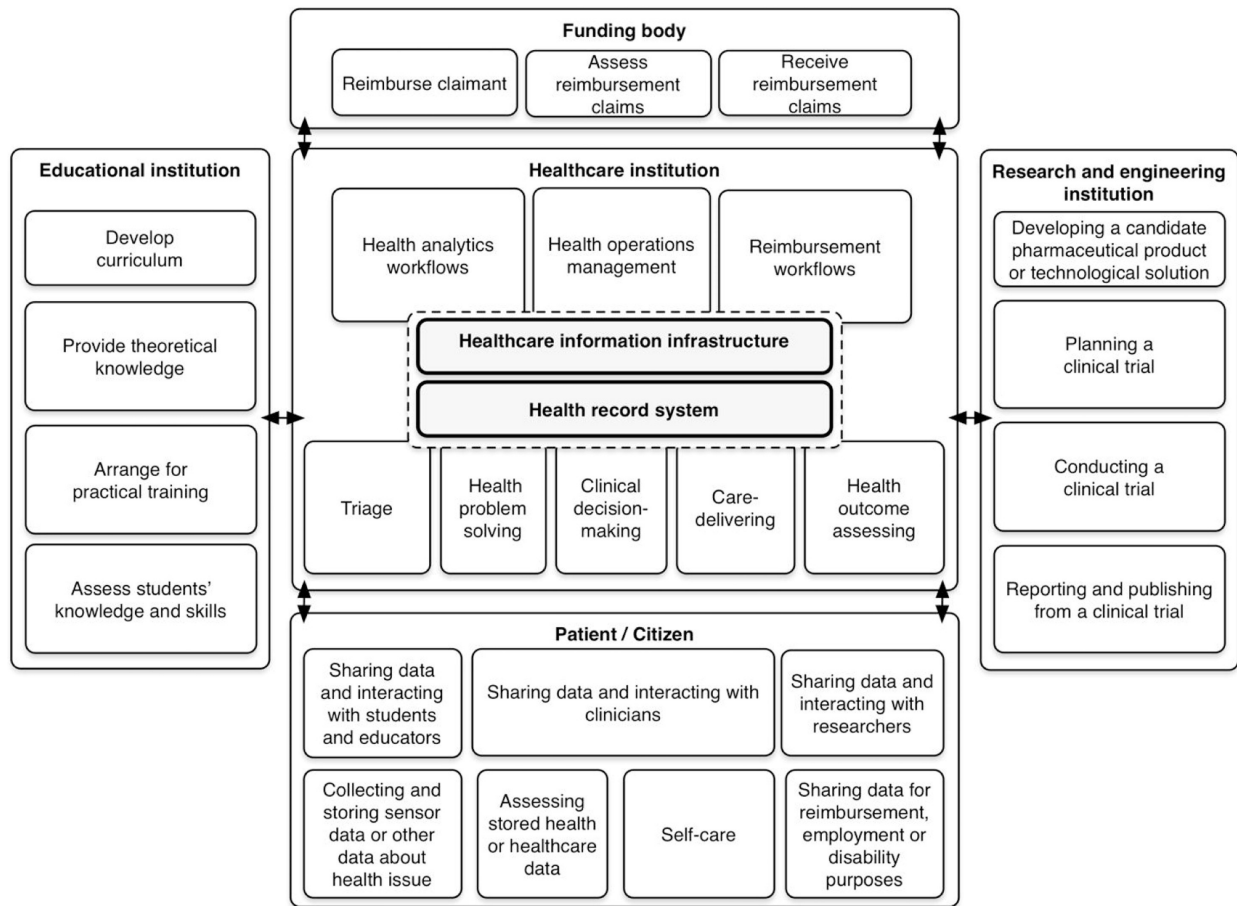 Funding body
Reimburse claimant
Assess
reimbursement
claims
Receive
reimbursement
claims
Educational institution
Develop
curriculum
Provide theoretical
knowledge
Arrange for
practical training
Assess students’
knowledge and skills
Healthcare institution
Health analytics
workflows
Health operations
management
Reimbursement
workflows
Healthcare information infrastructure
Health record system
Triage
Health
problem
solving
Clinical
decision-
making
Care-
delivering
Health
outcome
assessing
Research and engineering
institution
Developing a candidate
pharmaceutical product
or technological solution
Planning a
clinical trial
Conducting a
clinical trial
Reporting and publishing
from a clinical trial
Patient / Citizen
Sharing data
and interacting
with students
and educators
Sharing data and interacting with
clinicians
Sharing data and
interacting with
researchers
Collecting and
storing sensor
data or other
data about
health issue
Assessing
stored health
or healthcare
data
Self-care
Sharing data for
reimbursement,
employment or
disability
purposes